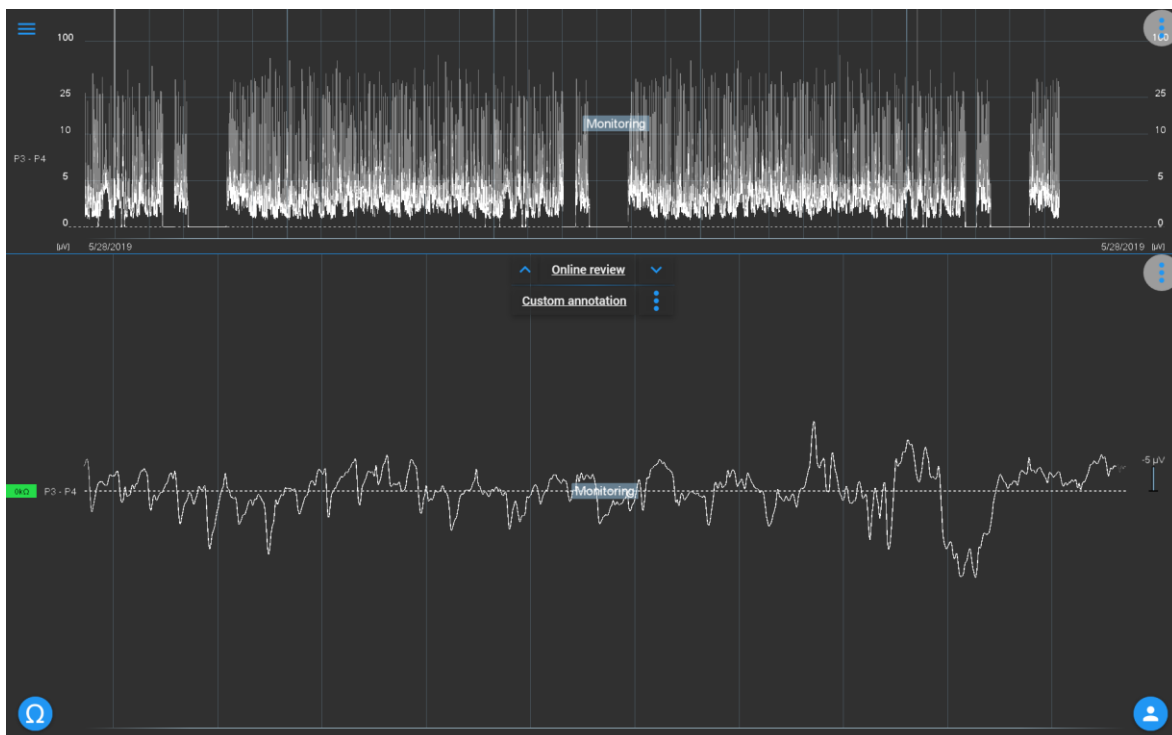 100
100
25
25
Monitoring
10
10
P3 - P4
5
5
0
0
[µV] 5/28/2019
5/28/2019 [µV]
Online review
Custom annotation
-5 µV
0kΩ P3 - P4
Monitoring
Ω